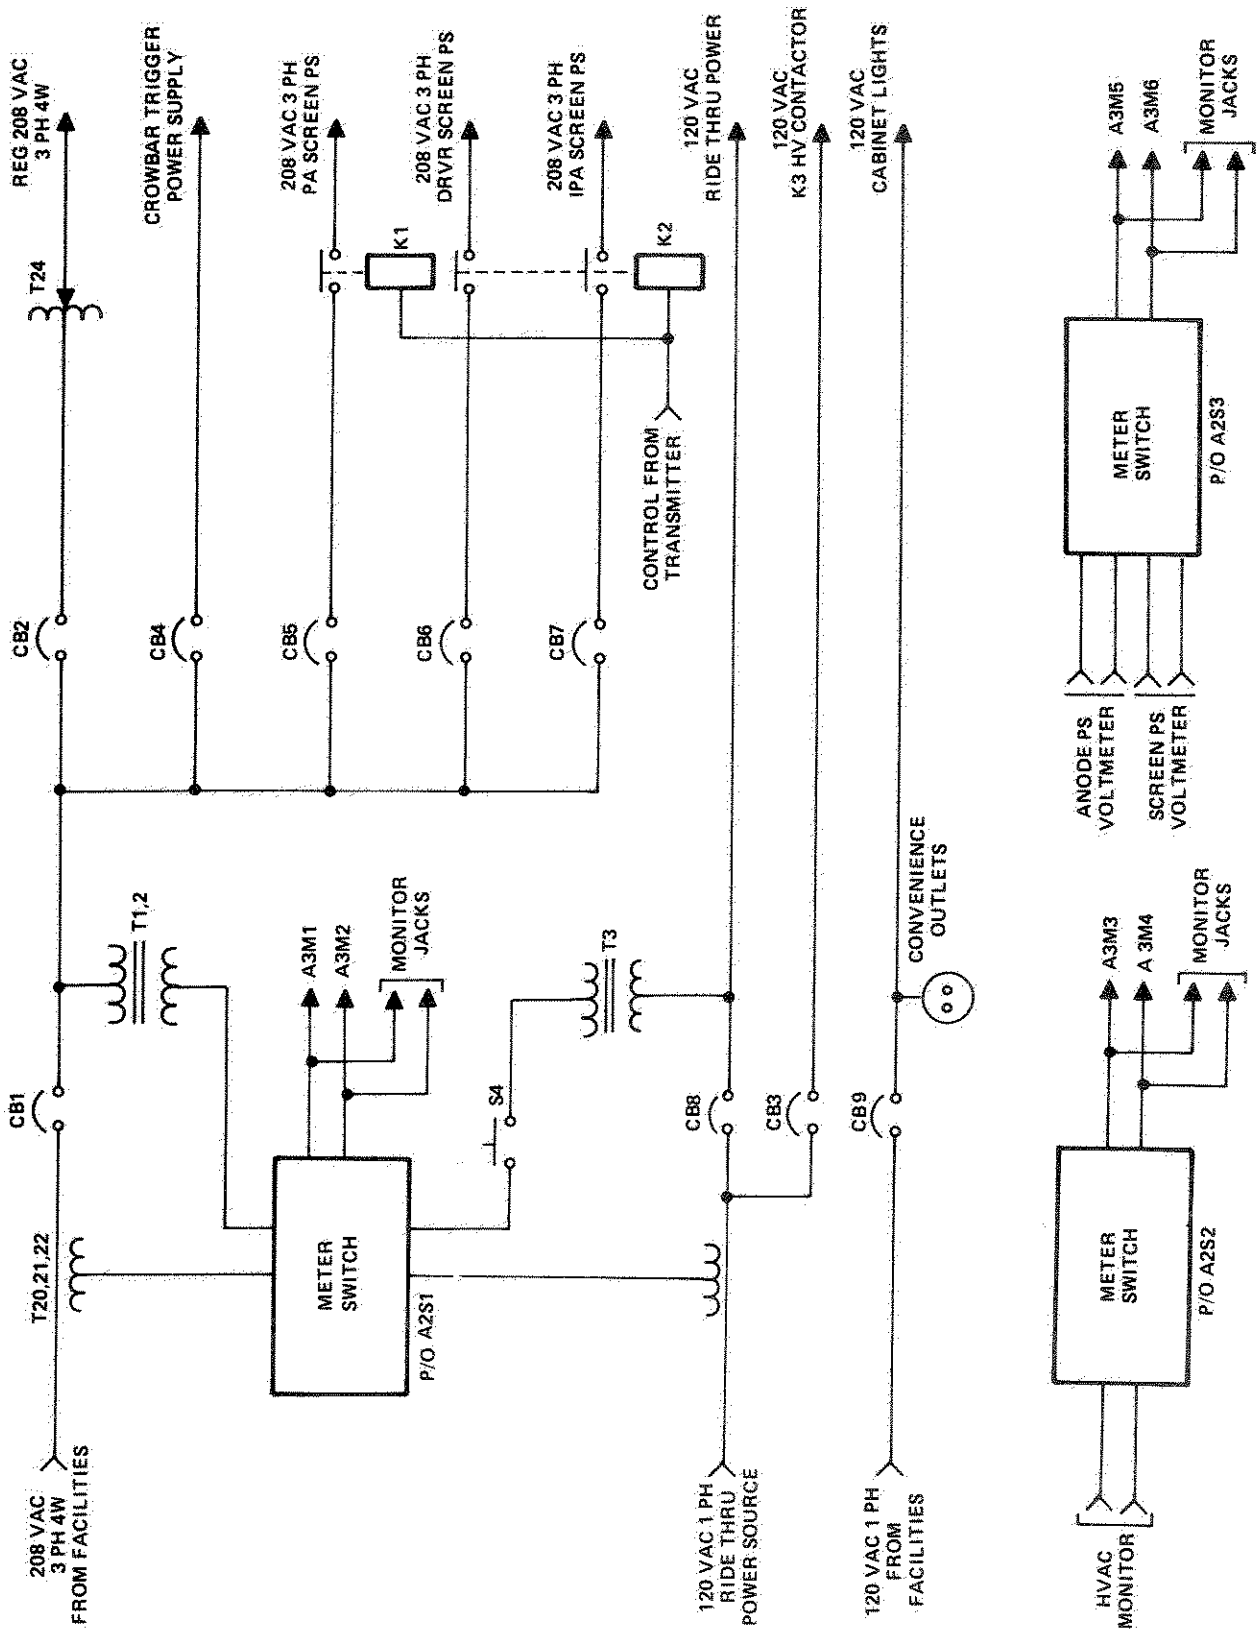 208 VAC
3 PH 4W
FROM FACILITIES
T20,21,22
CB1
T1,2
CB2
T24
REG 208 VAC
3 PH 4W
CB4
CROWBAR TRIGGER
POWER SUPPLY
CB5
K1
208 VAC 3 PH
PA SCREEN PS
CB6
208 VAC 3 PH
DRVR SCREEN PS
CB7
K2
208 VAC 3 PH
IPA SCREEN PS
CONTROL FROM
TRANSMITTER
METER
SWITCH
P/O A2S1
A3M1
A3M2
MONITOR
JACKS
S4
T3
120 VAC 1 PH
RIDE THRU
POWER SOURCE
CB8
120 VAC
RIDE THRU POWER
CB3
120 VAC
K3 HV CONTACTOR
120 VAC 1 PH
FROM
FACILITIES
CB9
CONVENIENCE
OUTLETS
120 VAC
CABINET LIGHTS
HVAC
MONITOR
METER
SWITCH
P/O A2S2
A3M3
A3M4
MONITOR
JACKS
ANODE PS
VOLTMETER
SCREEN PS
VOLTMETER
METER
SWITCH
P/O A2S3
A3M5
A3M6
MONITOR
JACKS